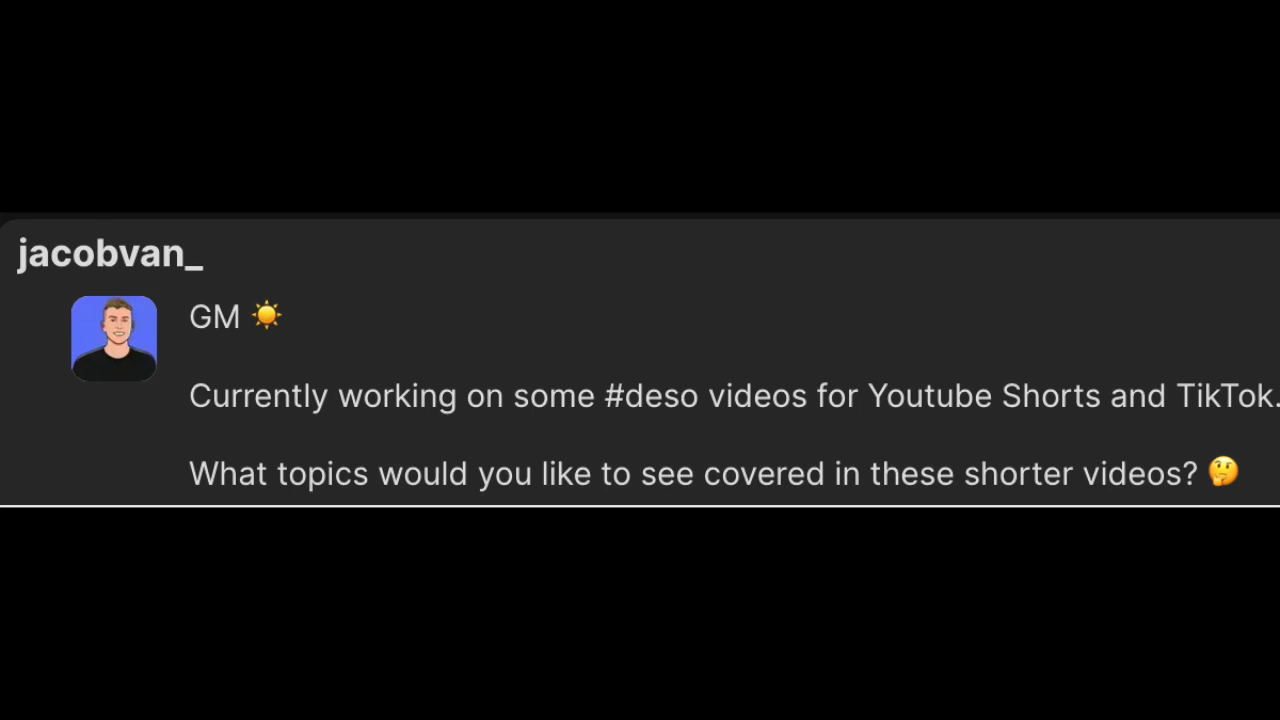 jacobvan_
GM ☀️
Currently working on some #deso videos for Youtube Shorts and TikTok.
What topics would you like to see covered in these shorter videos? 🤔